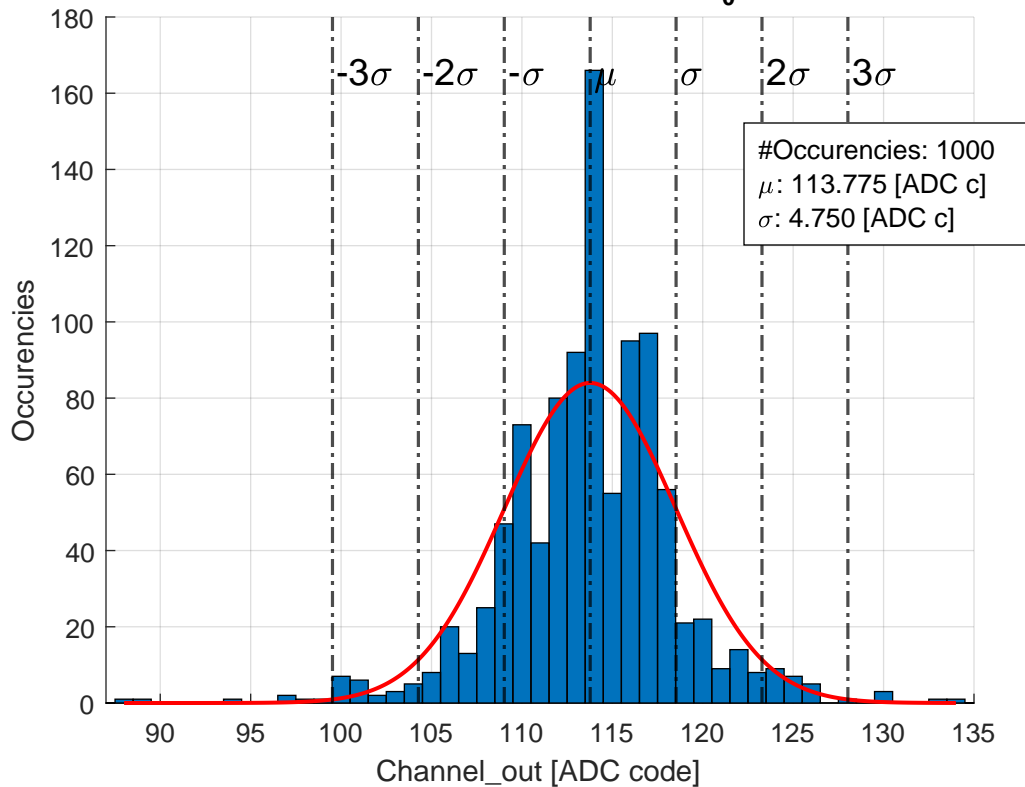 180
160
140
120
100
80
60
40
20
0
-3σ
-2σ
-σ
μ
σ
2σ
3σ
#Occurencies: 1000
μ: 113.775 [ADC c]
σ: 4.750 [ADC c]
Occurencies
90
95
100
105
110
115
120
125
130
135
Channel_out [ADC code]